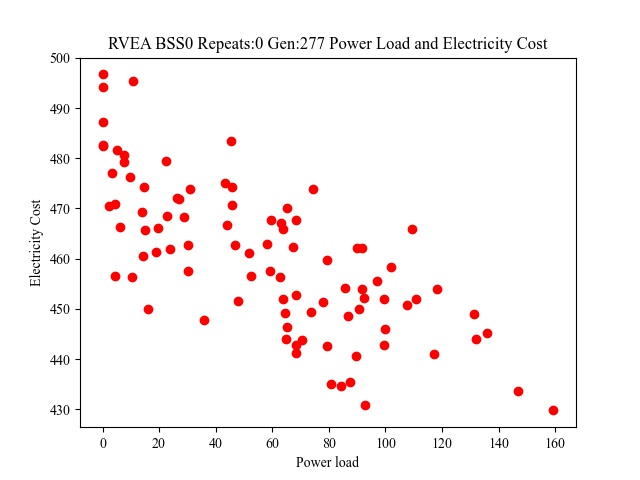 RVEA BSS0 Repeats:0 Gen:277 Power Load and Electricity Cost
500
490
480
470
460
450
440
430
Electricity Cost
0 20 40 60 80 100 120 140 160
Power load